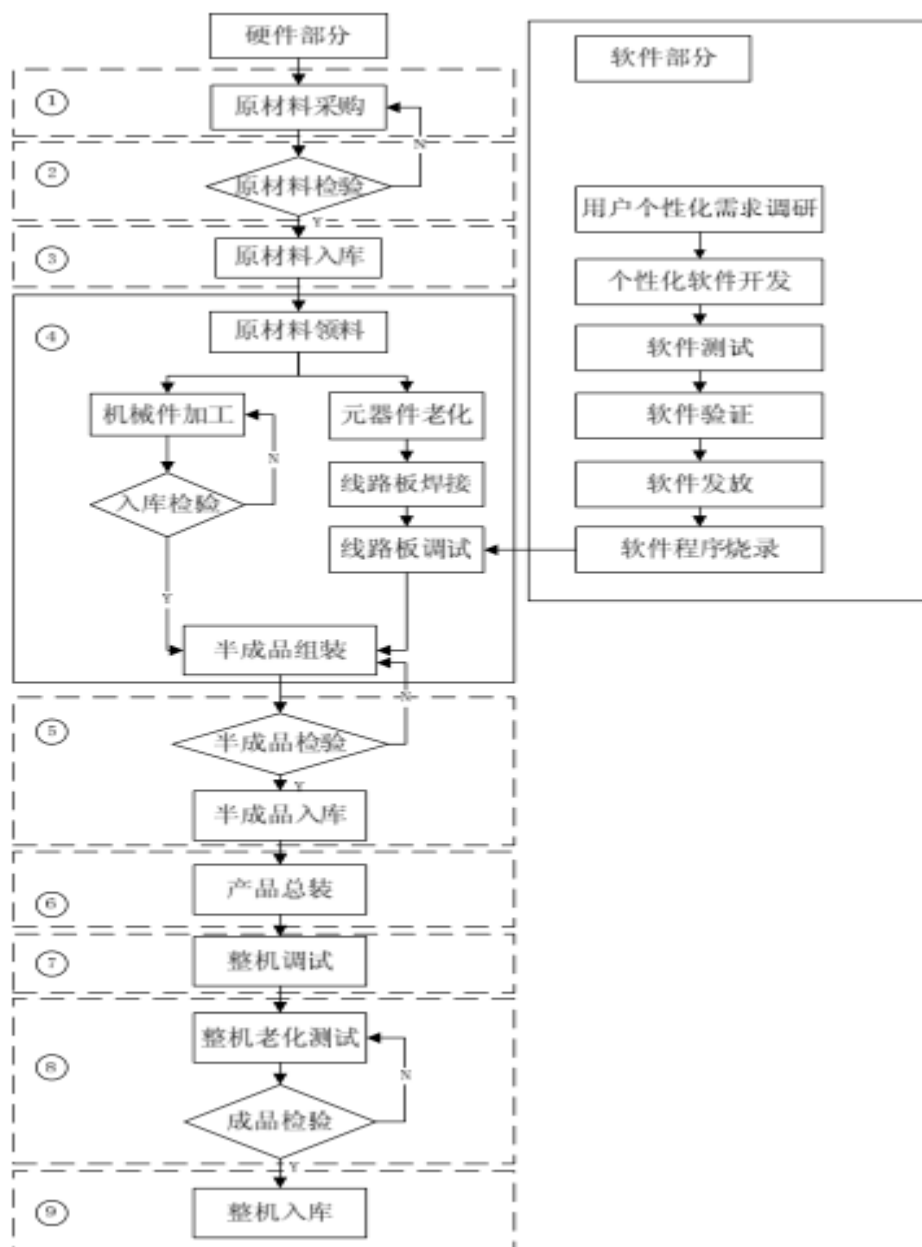 硬件部分
①
原材料采购
N
②
原材料检验
Y
③
原材料入库
④
原材料领料
机械件加工
元器件老化
N
线路板焊接
入库检验
线路板调试
Y
半成品组装
N
⑤
半成品检验
Y
半成品入库
⑥
产品总装
⑦
整机调试
整机老化测试
⑧
N
成品检验
Y
⑨
整机入库
软件部分
用户个性化需求调研
个性化软件开发
软件测试
软件验证
软件发放
软件程序烧录